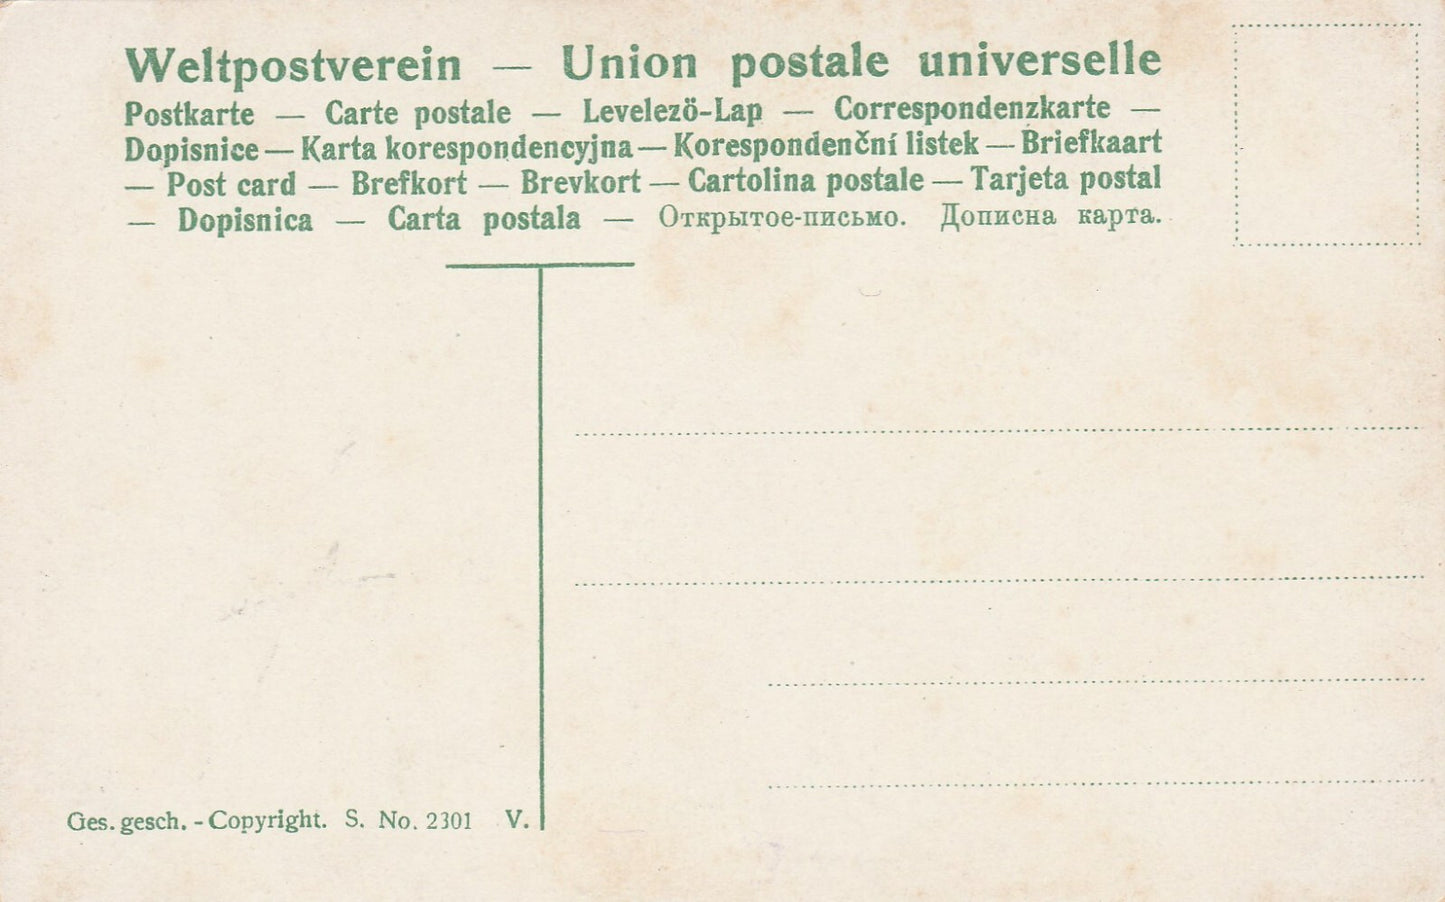 Weltpostverein — Union postale universelle
Postkarte — Carte postale — Levelezö-Lap — Correspondenzkarte —
Dopisnice — Karta korespondencyjna — Korespondenční listek — Briefkaart
— Post card — Brefkort — Brevkort — Cartolina postale — Tarjeta postal
— Dopisnica — Carta postala — Открытое-письмо. Дописна карта.
Ges. gesch. - Copyright. S. No. 2301 V.